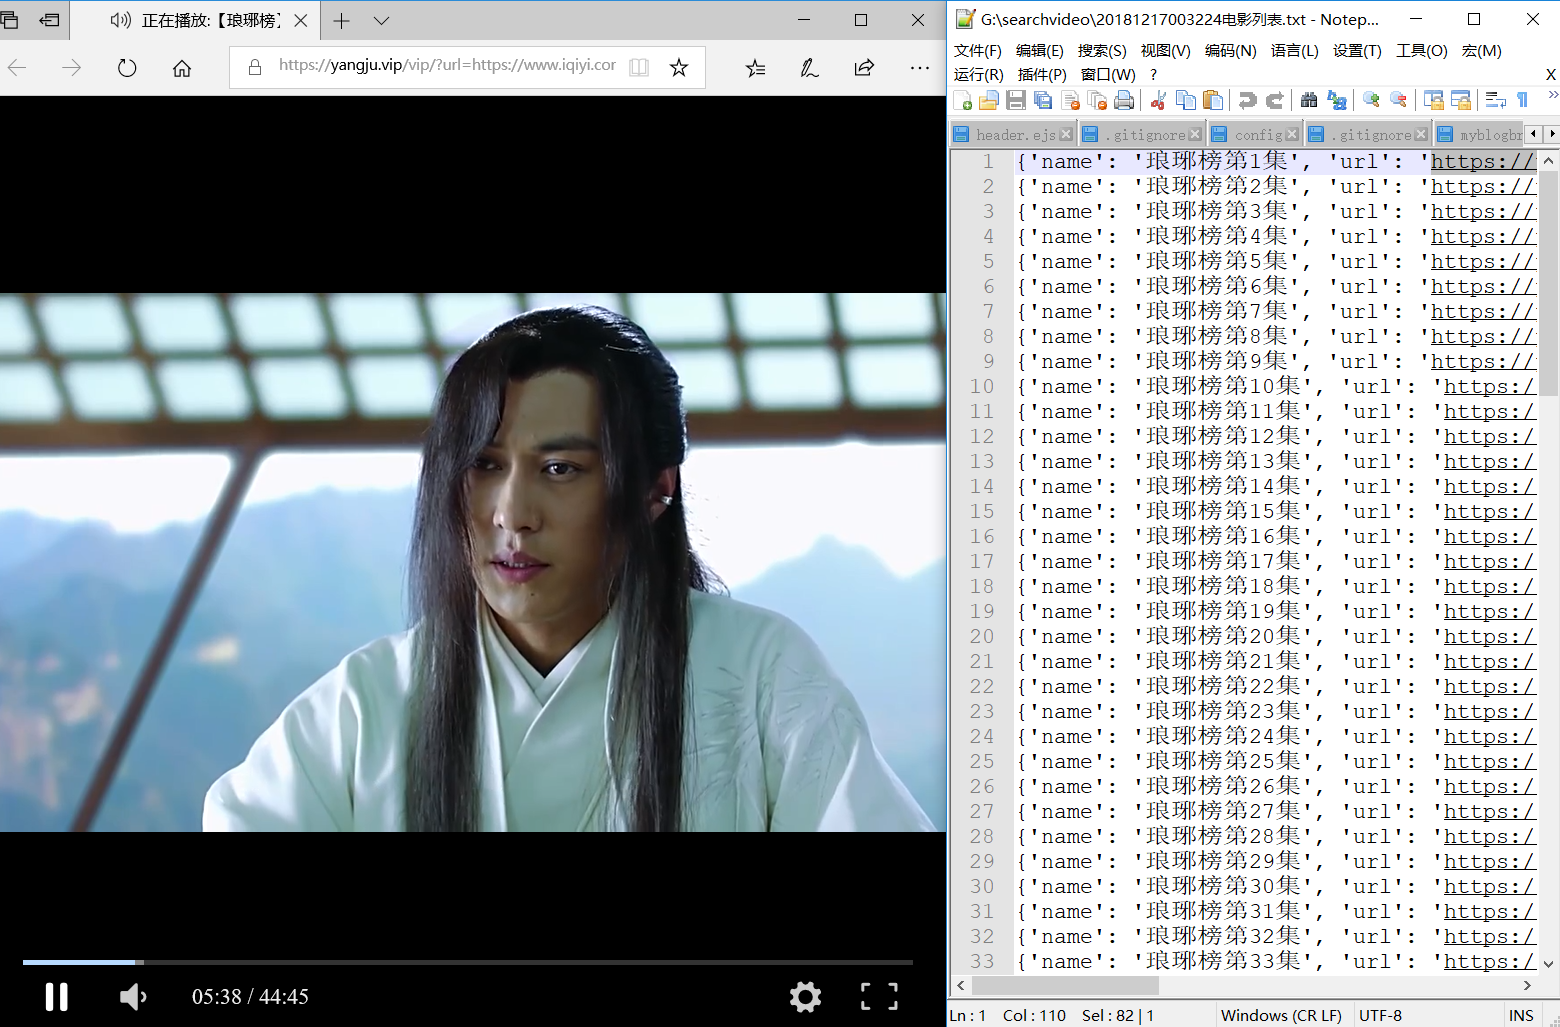 正在播放:【琅琊榜】
https://yangju.vip/vip/?url=https://www.iqiyi.cor
05:38 / 44:45
G:\searchvideo\20181217003224电影列表.txt - Notep...
文件(F) 编辑(E) 搜索(S) 视图(V) 编码(N) 语言(L) 设置(T) 工具(O) 宏(M)
运行(R) 插件(P) 窗口(W) ? X
header.ejs .gitignore config .gitignore myblogbr
1 {'name': '琅琊榜第1集', 'url': 'https://
2 {'name': '琅琊榜第2集', 'url': 'https://
3 {'name': '琅琊榜第3集', 'url': 'https://
4 {'name': '琅琊榜第4集', 'url': 'https://
5 {'name': '琅琊榜第5集', 'url': 'https://
6 {'name': '琅琊榜第6集', 'url': 'https://
7 {'name': '琅琊榜第7集', 'url': 'https://
8 {'name': '琅琊榜第8集', 'url': 'https://
9 {'name': '琅琊榜第9集', 'url': 'https://
10 {'name': '琅琊榜第10集', 'url': 'https:/
11 {'name': '琅琊榜第11集', 'url': 'https:/
12 {'name': '琅琊榜第12集', 'url': 'https:/
13 {'name': '琅琊榜第13集', 'url': 'https:/
14 {'name': '琅琊榜第14集', 'url': 'https:/
15 {'name': '琅琊榜第15集', 'url': 'https:/
16 {'name': '琅琊榜第16集', 'url': 'https:/
17 {'name': '琅琊榜第17集', 'url': 'https:/
18 {'name': '琅琊榜第18集', 'url': 'https:/
19 {'name': '琅琊榜第19集', 'url': 'https:/
20 {'name': '琅琊榜第20集', 'url': 'https:/
21 {'name': '琅琊榜第21集', 'url': 'https:/
22 {'name': '琅琊榜第22集', 'url': 'https:/
23 {'name': '琅琊榜第23集', 'url': 'https:/
24 {'name': '琅琊榜第24集', 'url': 'https:/
25 {'name': '琅琊榜第25集', 'url': 'https:/
26 {'name': '琅琊榜第26集', 'url': 'https:/
27 {'name': '琅琊榜第27集', 'url': 'https:/
28 {'name': '琅琊榜第28集', 'url': 'https:/
29 {'name': '琅琊榜第29集', 'url': 'https:/
30 {'name': '琅琊榜第30集', 'url': 'https:/
31 {'name': '琅琊榜第31集', 'url': 'https:/
32 {'name': '琅琊榜第32集', 'url': 'https:/
33 {'name': '琅琊榜第33集', 'url': 'https:/
Ln : 1 Col : 110 Sel : 82 | 1 Windows (CR LF) UTF-8 INS